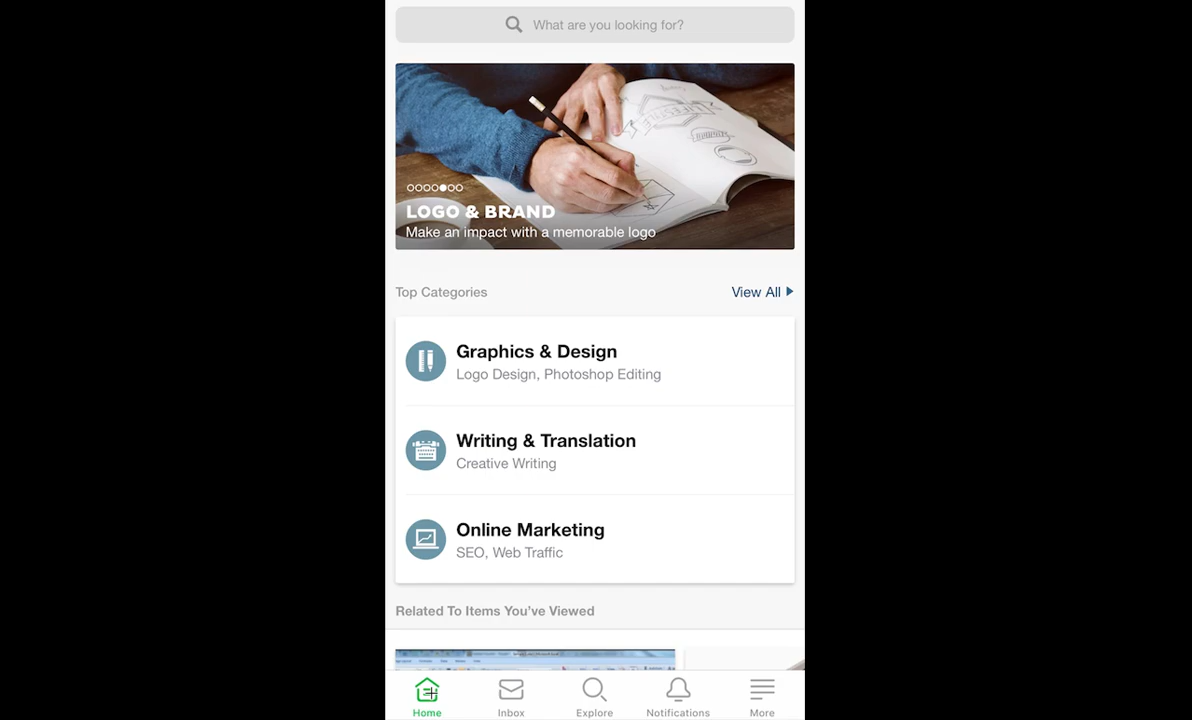 What are you looking for?
LOGO & BRAND
Make an impact with a memorable logo
Top Categories
View All
Graphics & Design
Logo Design, Photoshop Editing
Writing & Translation
Creative Writing
Online Marketing
SEO, Web Traffic
Related To Items You've Viewed
Home
Inbox
Explore
Notifications
More